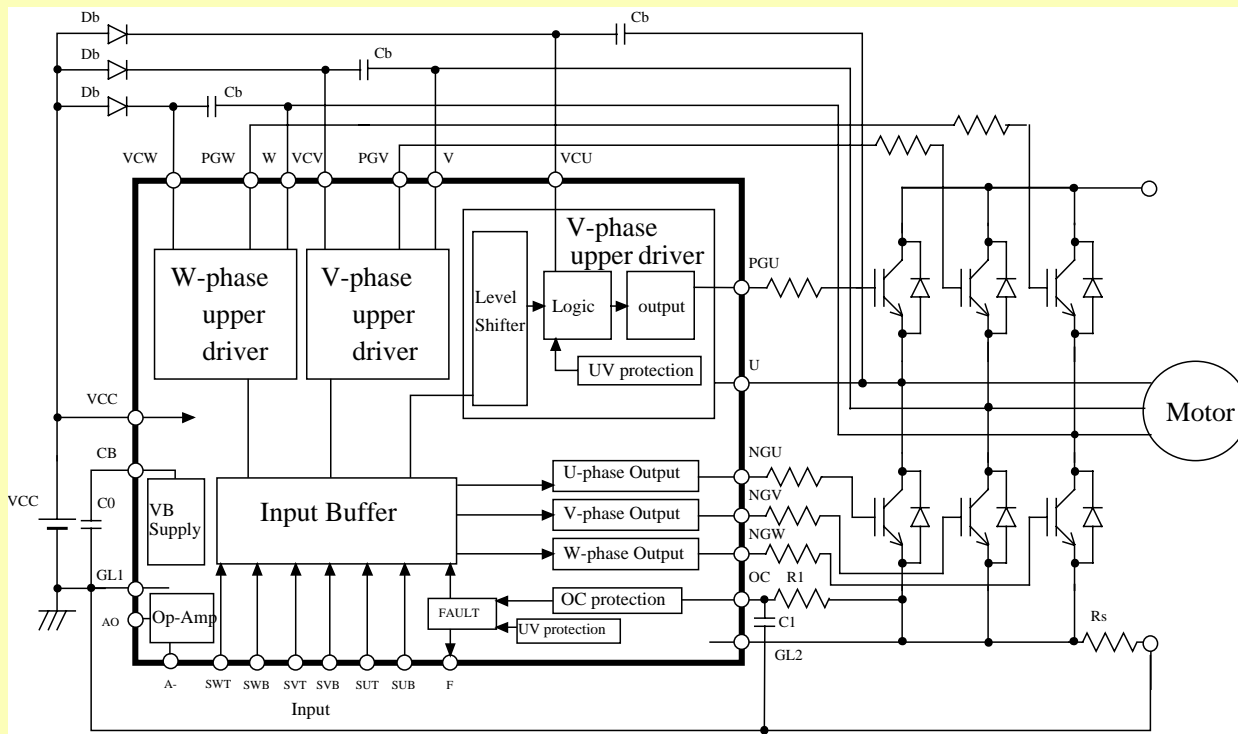 Db
Cb
Db
Cb
Db
Cb
VCW
PGW
W
VCV
PGV
V
VCU
V-phase
upper driver
W-phase
upper
driver
V-phase
upper
driver
Level
Shifter
Logic
output
UV protection
PGU
U
Motor
VCC
CB
VCC
C0
VB
Supply
Input Buffer
U-phase Output
V-phase Output
W-phase Output
NGU
NGV
NGW
GL1
AO
Op-Amp
FAULT
OC protection
UV protection
OC
R1
C1
GL2
Rs
A-
SWT
SWB
SVT
SVB
SUT
SUB
F
Input